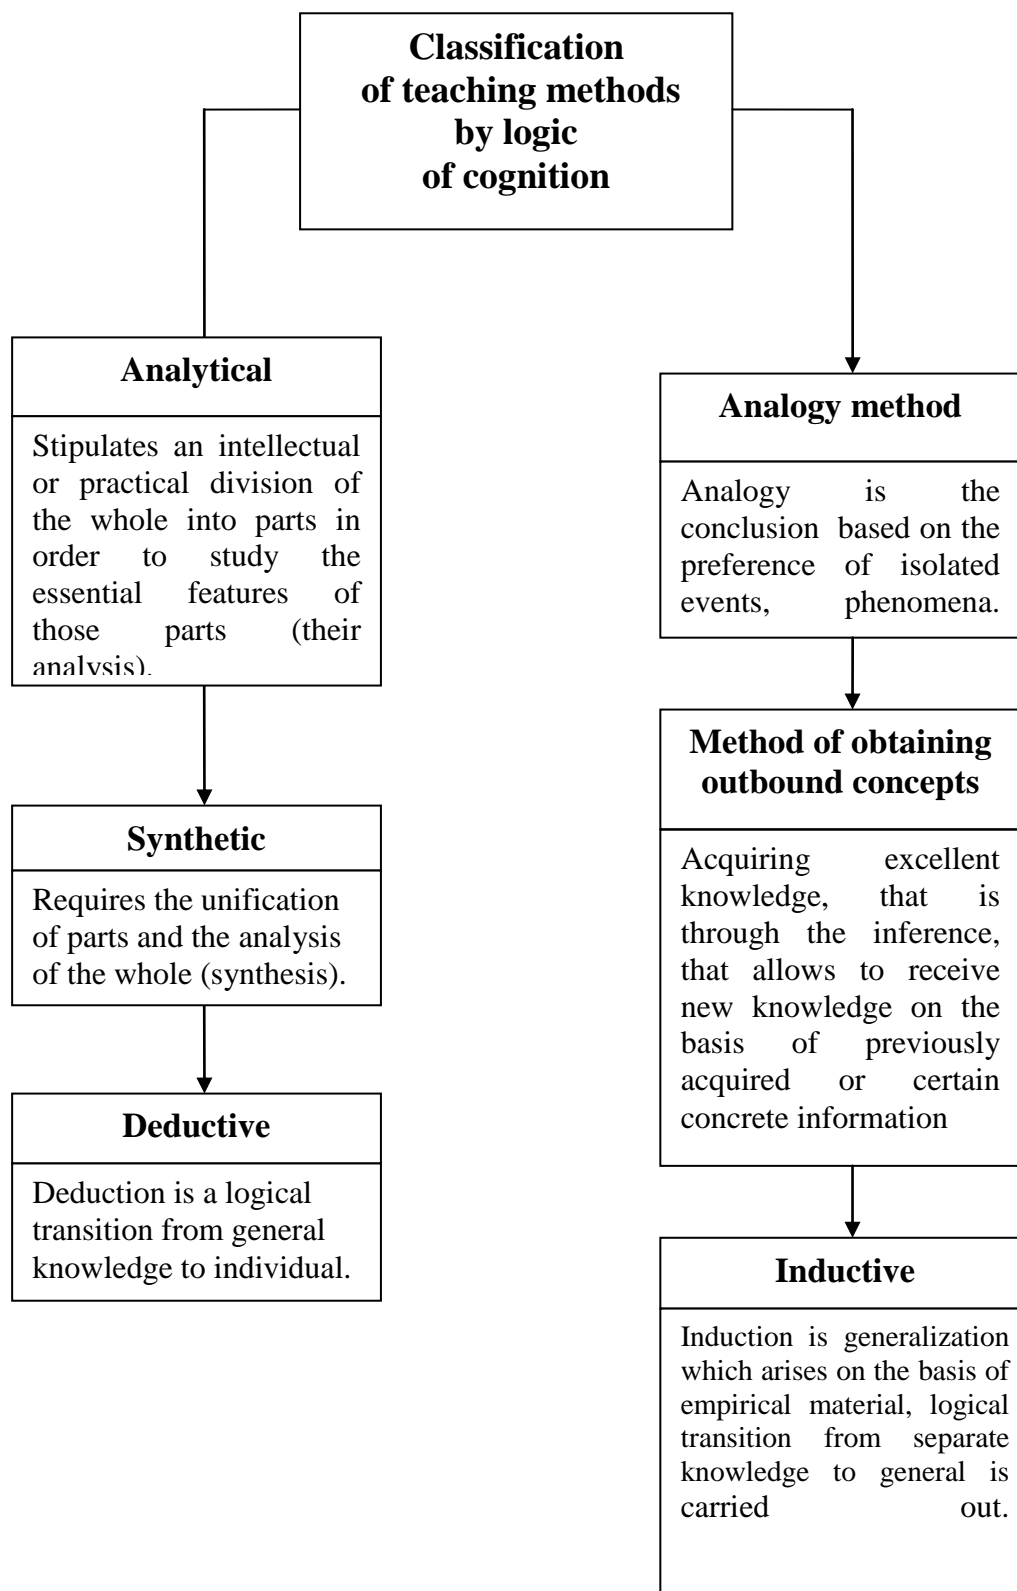 Classification
of teaching methods
by logic
of cognition
Analytical
Stipulates an intellectual
or practical division of
the whole into parts in
order to study the
essential features of
those parts (their
analysis).
Synthetic
Requires the unification
of parts and the analysis
of the whole (synthesis).
Deductive
Deduction is a logical
transition from general
knowledge to individual.
Analogy method
Analogy is the
conclusion based on the
preference of isolated
events, phenomena.
Method of obtaining
outbound concepts
Acquiring excellent
knowledge, that is
through the inference,
that allows to receive
new knowledge on the
basis of previously
acquired or certain
concrete information
Inductive
Induction is generalization
which arises on the basis of
empirical material, logical
transition from separate
knowledge to general is
carried out.